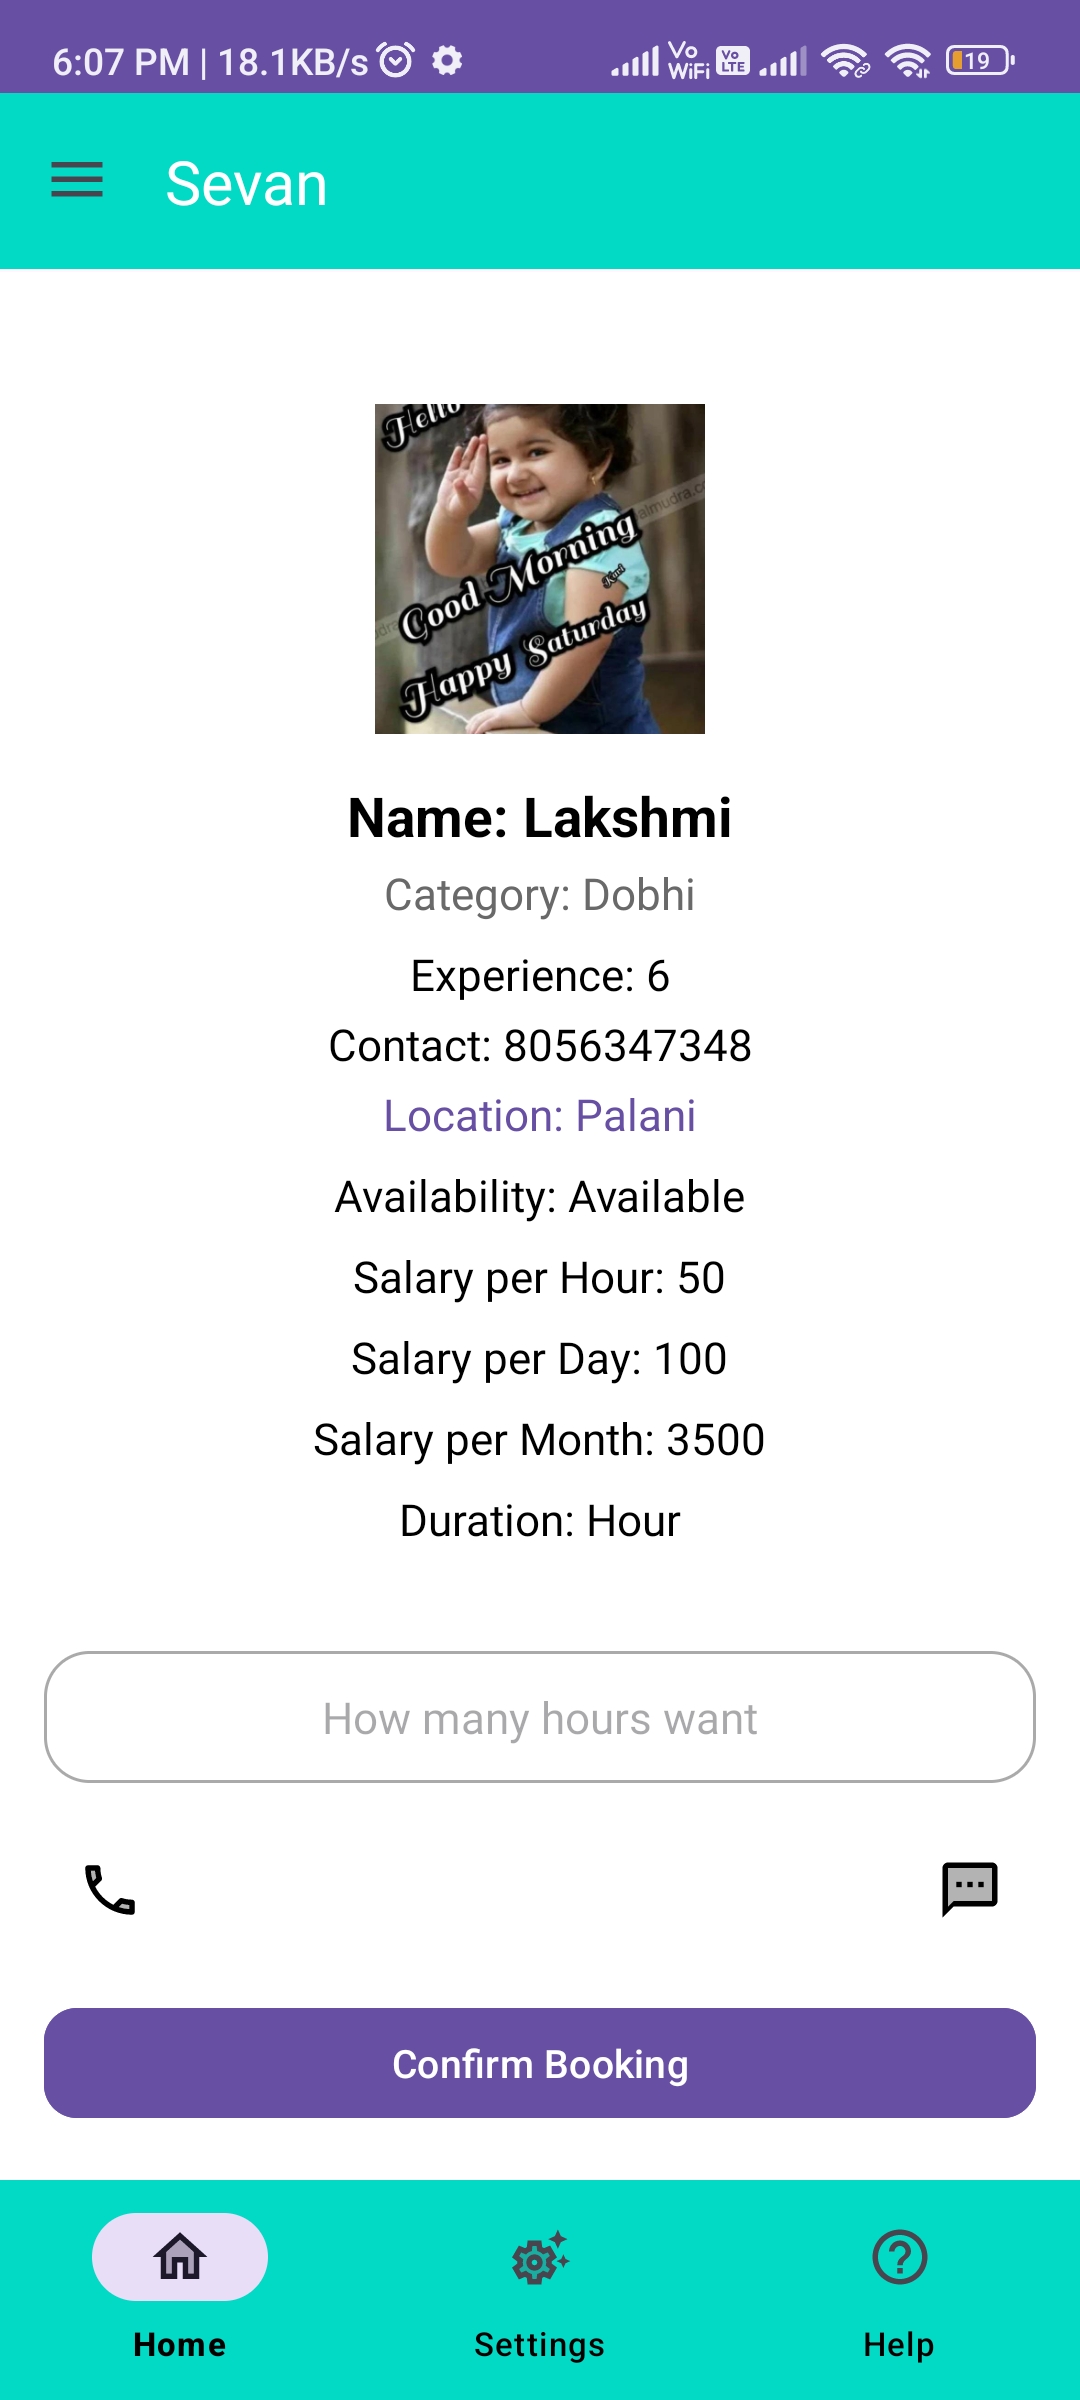 6:07 PM | 18.1KB/s
Vo WiFi
Vo LTE
19
Sevan
Hello
almudra.c
Good Morning
Kari
Happy Saturday
Name: Lakshmi
Category: Dobhi
Experience: 6
Contact: 8056347348
Location: Palani
Availability: Available
Salary per Hour: 50
Salary per Day: 100
Salary per Month: 3500
Duration: Hour
How many hours want
Confirm Booking
Home
Settings
Help